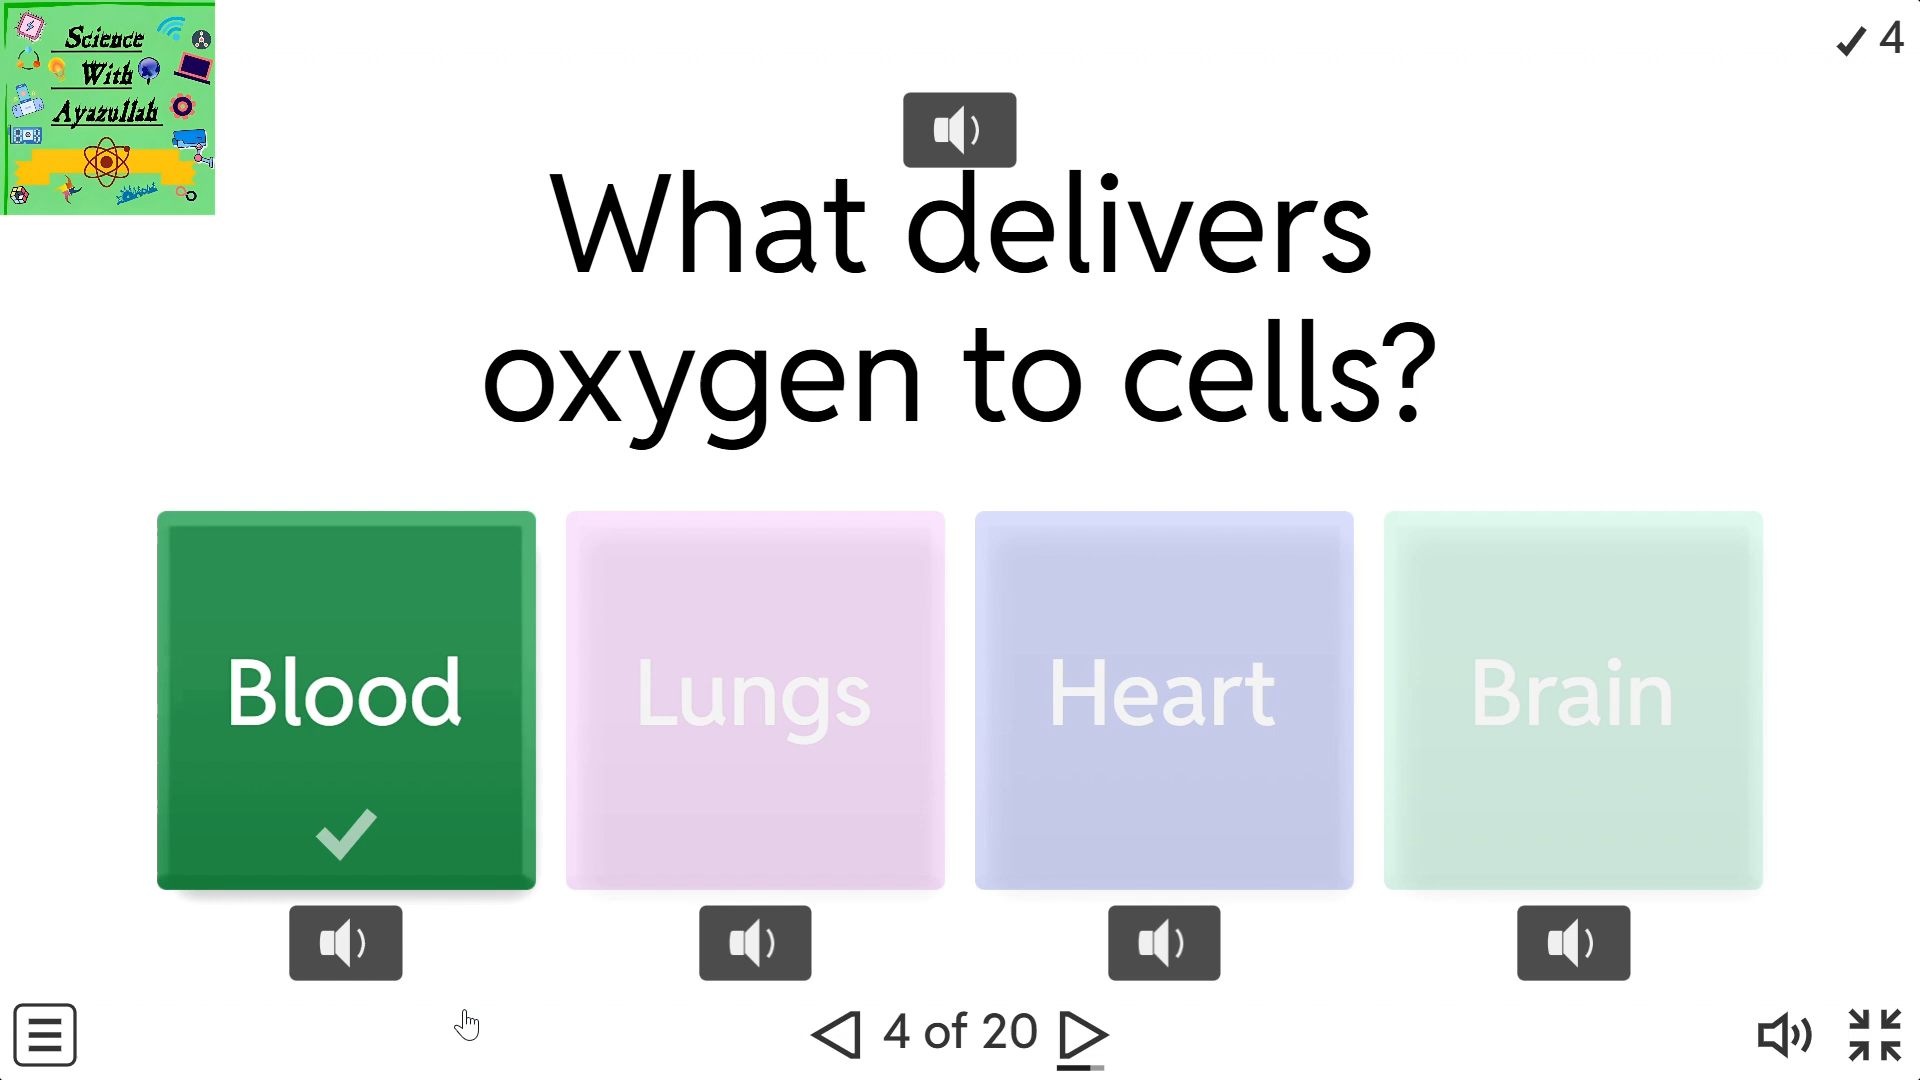 Science
With
Ayazullah
4
What delivers
oxygen to cells?
Blood
Lungs
Heart
Brain
4 of 20